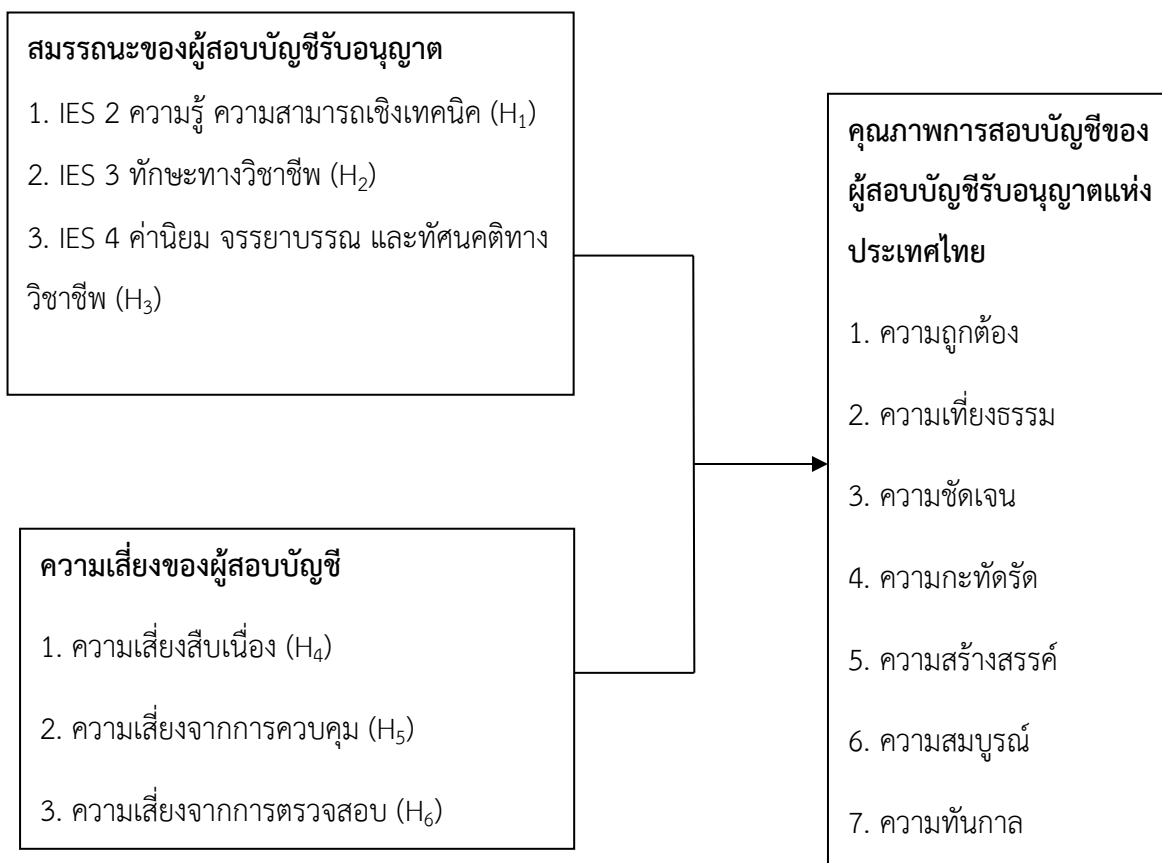 สมรรถนะของผู้สอบบัญชีรับอนุญาต
1. IES 2 ความรู้ ความสามารถเชิงเทคนิค (H₁)
2. IES 3 ทักษะทางวิชาชีพ (H₂)
3. IES 4 ค่านิยม จรรยาบรรณ และทัศนคติทาง
วิชาชีพ (H₃)
ความเสี่ยงของผู้สอบบัญชี
1. ความเสี่ยงสืบเนื่อง (H₄)
2. ความเสี่ยงจากการควบคุม (H₅)
3. ความเสี่ยงจากการตรวจสอบ (H₆)
คุณภาพการสอบบัญชีของ
ผู้สอบบัญชีรับอนุญาตแห่ง
ประเทศไทย
1. ความถูกต้อง
2. ความเที่ยงธรรม
3. ความชัดเจน
4. ความกะทัดรัด
5. ความสร้างสรรค์
6. ความสมบูรณ์
7. ความทันกาล